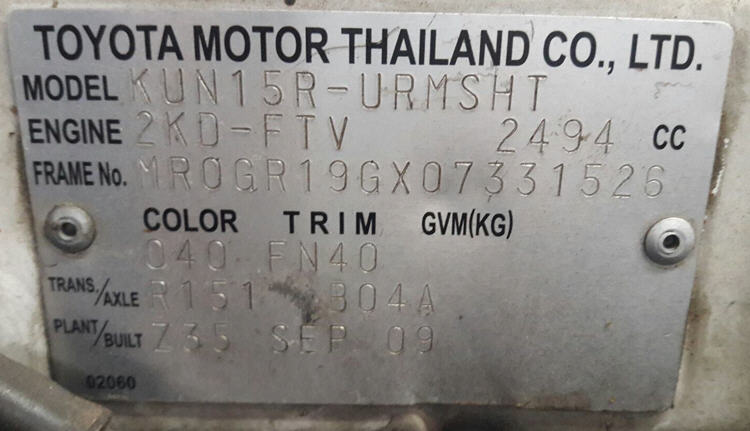 TOYOTA MOTOR THAILAND CO., LTD.
MODEL KUN15R-URMSHT
ENGINE 2KD-FTV 2494 CC
FRAME No. MR0GR19GX07331526
COLOR TRIM GVM(KG)
040 FN40
TRANS./AXLE R151 B04A
PLANT/BUILT Z35 SEP 09
02060